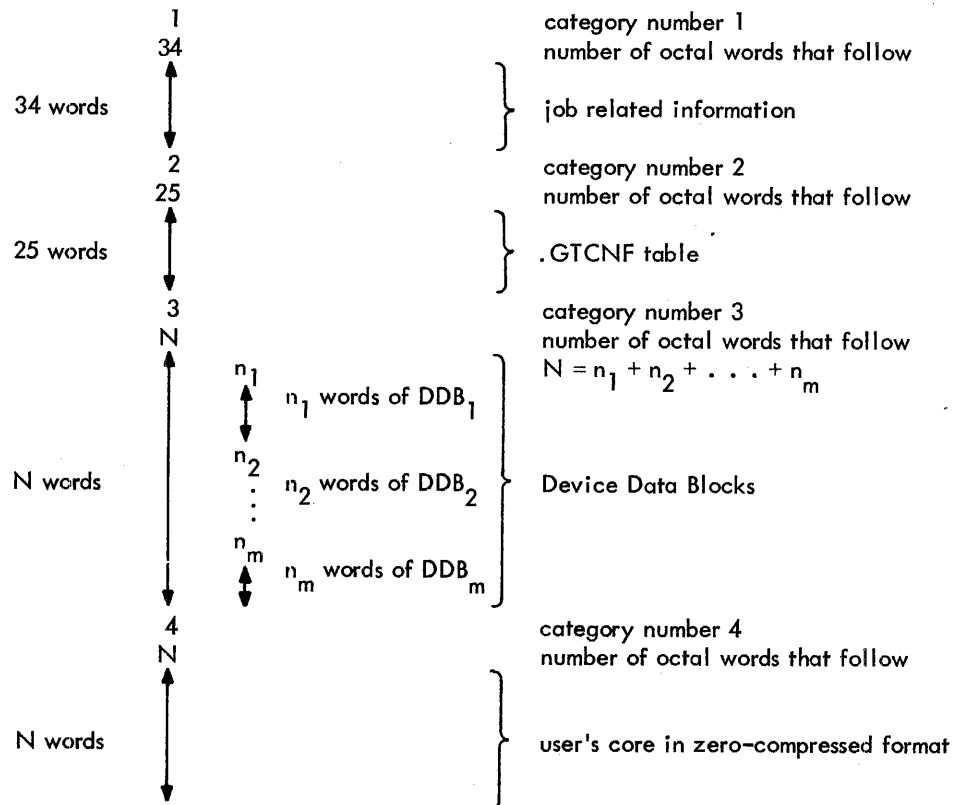 1 category number 1
34 number of octal words that follow
34 words job related information
2 category number 2
25 number of octal words that follow
25 words .GTCNF table
3 category number 3
N number of octal words that follow
n1 N = n1 + n2 + . . . + nm
n1 words of DDB1
n2
N words n2 words of DDB2 Device Data Blocks
nm
nm words of DDBm
4 category number 4
N number of octal words that follow
N words user's core in zero-compressed format